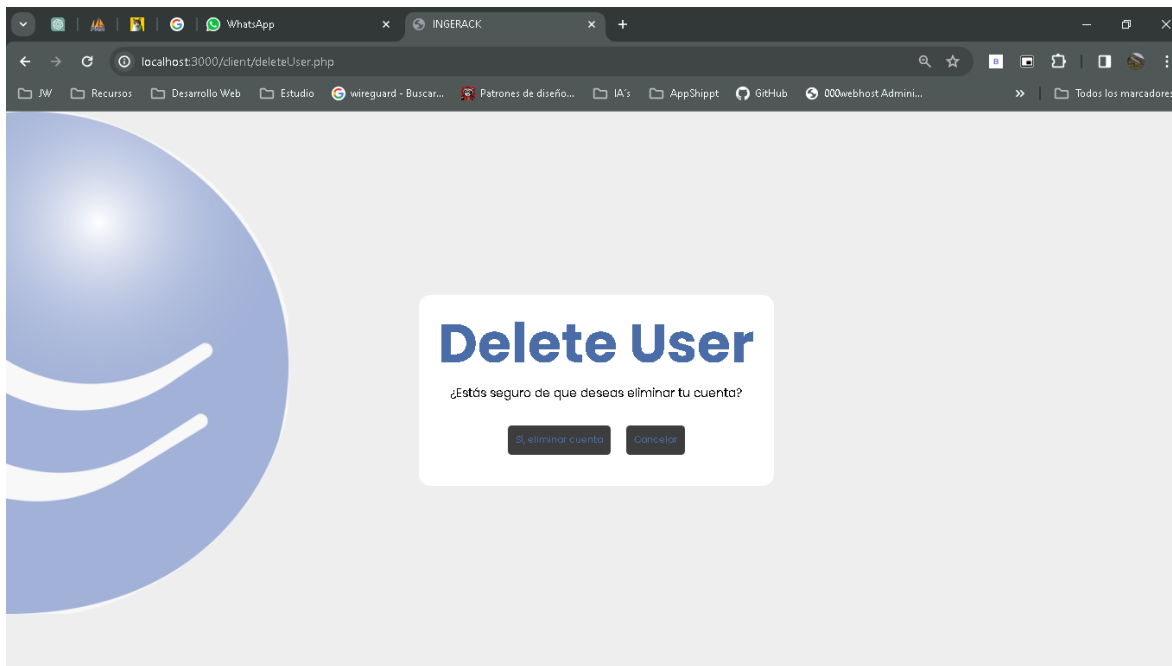 WhatsApp
INGERACK
localhost:3000/client/deleteUser.php
JW Recursos Desarrollo Web Estudio wireguard - Buscar... Patrones de diseño... IA's AppShippt GitHub 000webhost Admini... » Todos los marcadores
Delete User
¿Estás seguro de que deseas eliminar tu cuenta?
Sí, eliminar cuenta Cancelar